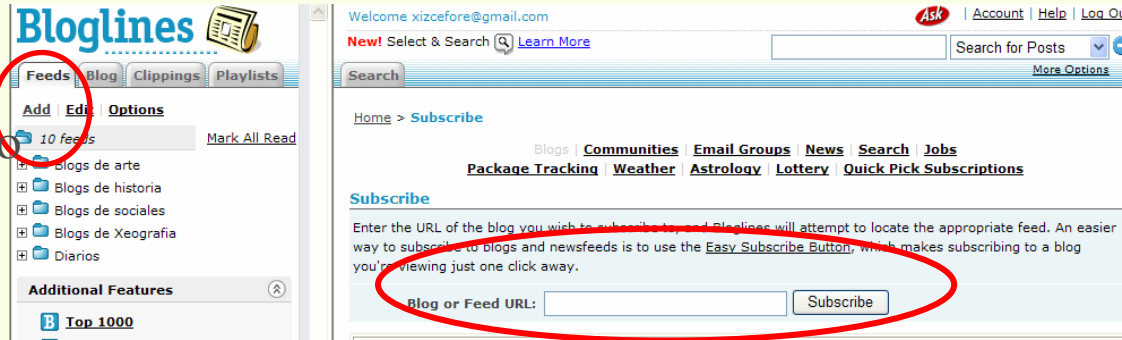 Bloglines
Feeds Blog Clippings Playlists
Add | Edit | Options
10 feeds Mark All Read
Blogs de arte
Blogs de historia
Blogs de sociales
Blogs de Xeografia
Diarios
Additional Features
Top 1000
Welcome xizcefore@gmail.com
Ask | Account | Help | Log Ou
New! Select & Search Learn More
Search for Posts
Search
More Options
Home > Subscribe
Blogs | Communities | Email Groups | News | Search | Jobs
Package Tracking | Weather | Astrology | Lottery | Quick Pick Subscriptions
Subscribe
Enter the URL of the blog you wish to subscribe to, and Bloglines will attempt to locate the appropriate feed. An easier
way to subscribe to blogs and newsfeeds is to use the Easy Subscribe Button, which makes subscribing to a blog
you're viewing just one click away.
Blog or Feed URL: Subscribe